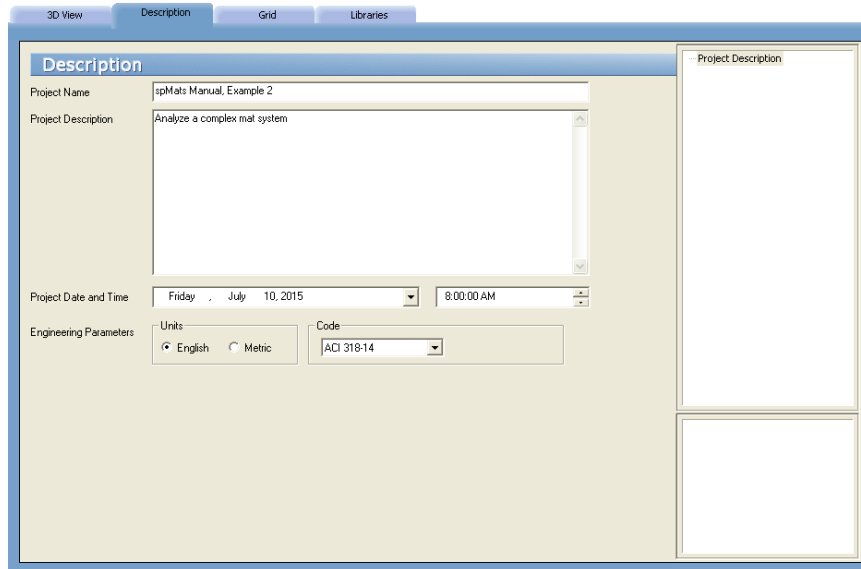 3D View
Description
Grid
Libraries
Description
Project Description
Project Name
spMats Manual, Example 2
Project Description
Analyze a complex mat system
Project Date and Time
Friday , July 10, 2015
8:00:00 AM
Engineering Parameters
Units
English
Metric
Code
ACI 318-14